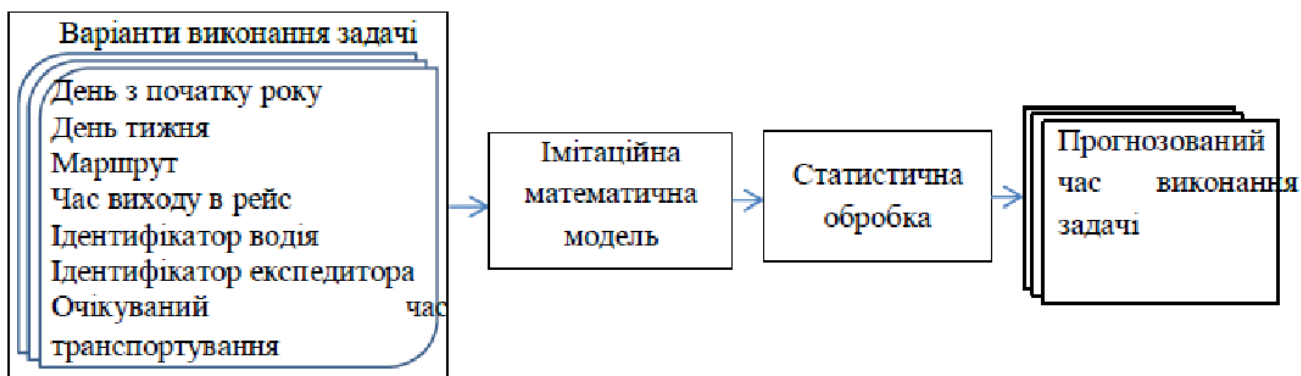 Варіанти виконання задачі
День з початку року
День тижня
Маршрут
Час виходу в рейс
Ідентифікатор водія
Ідентифікатор експедитора
Очікуваний час
транспортування
Імітаційна
математична
модель
Статистична
обробка
Прогнозований
час виконання
задачі